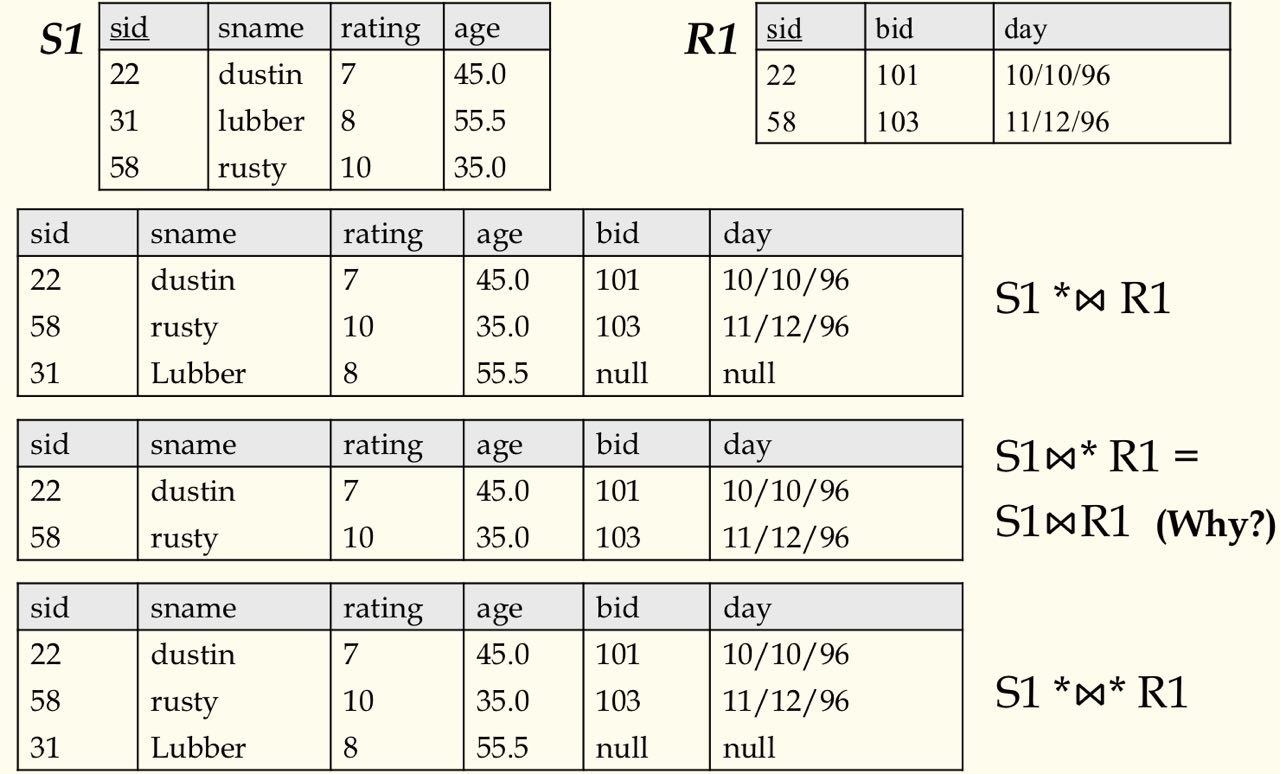 S1
sid sname rating age
22 dustin 7 45.0
31 lubber 8 55.5
58 rusty 10 35.0
R1
sid bid day
22 101 10/10/96
58 103 11/12/96
sid sname rating age bid day
22 dustin 7 45.0 101 10/10/96
58 rusty 10 35.0 103 11/12/96
31 Lubber 8 55.5 null null
S1 *⋈ R1
sid sname rating age bid day
22 dustin 7 45.0 101 10/10/96
58 rusty 10 35.0 103 11/12/96
S1⋈* R1 =
S1⋈R1 (Why?)
sid sname rating age bid day
22 dustin 7 45.0 101 10/10/96
58 rusty 10 35.0 103 11/12/96
31 Lubber 8 55.5 null null
S1 *⋈* R1